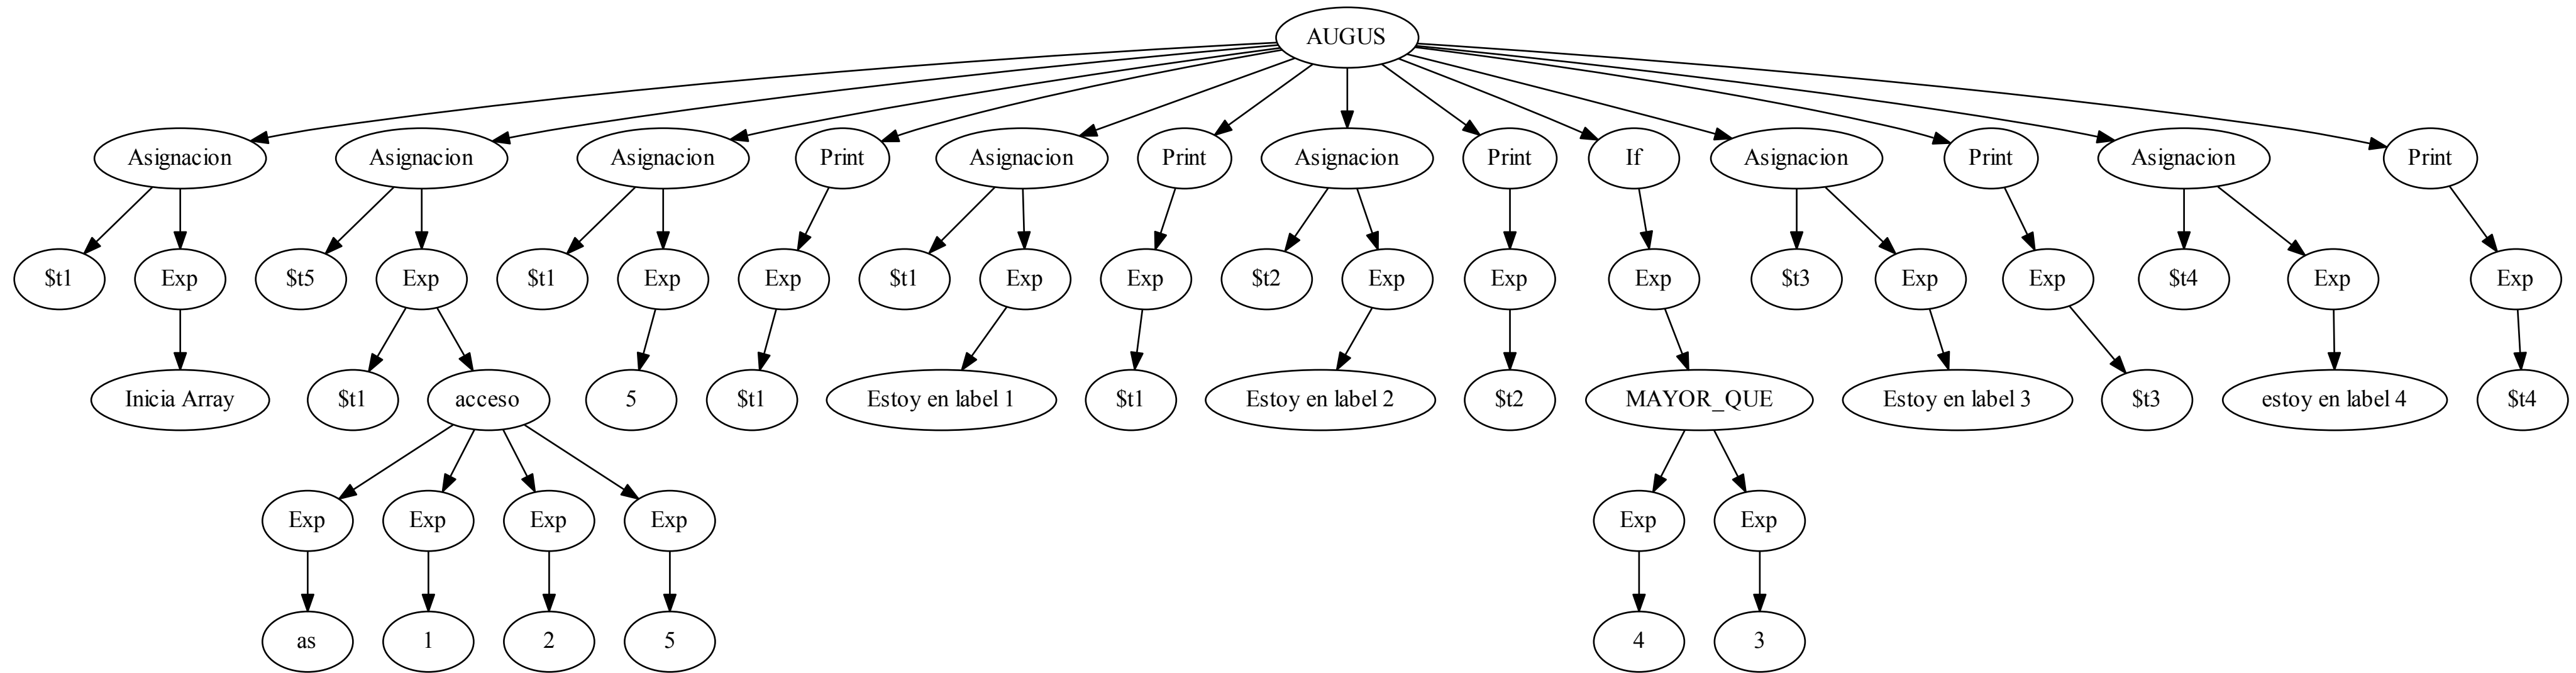 AUGUS
Asignacion Asignacion Asignacion Print Asignacion Print Asignacion Print If Asignacion Print Asignacion Print
$t1 Exp $t5 Exp $t1 Exp Exp $t1 Exp Exp $t2 Exp Exp Exp $t3 Exp Exp $t4 Exp Exp
Inicia Array $t1 acceso 5 $t1 Estoy en label 1 $t1 Estoy en label 2 $t2 MAYOR_QUE Estoy en label 3 $t3 estoy en label 4 $t4
Exp Exp Exp Exp Exp Exp
as 1 2 5 4 3